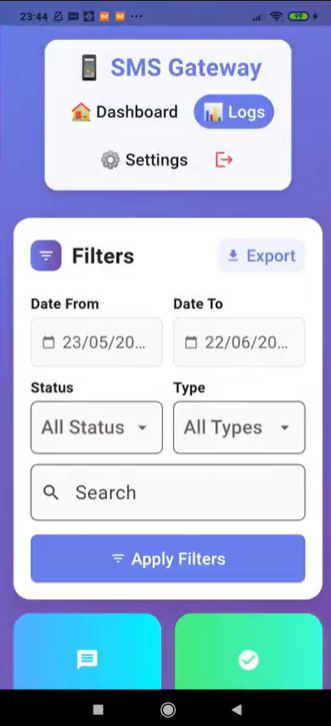 23:44
SMS Gateway
Dashboard
Logs
Settings
Filters
Export
Date From
Date To
23/05/20...
22/06/20...
Status
Type
All Status
All Types
Search
Apply Filters